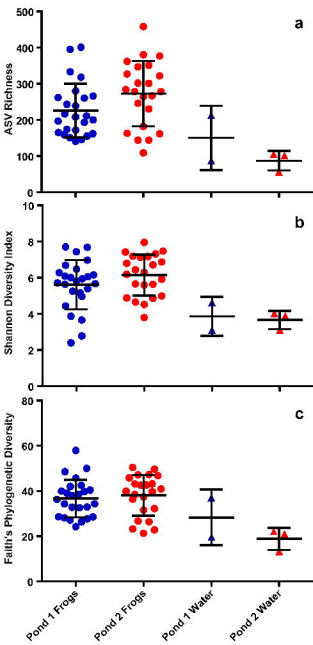 a
ASV Richness
500
400
300
200
100
0
b
Shannon Diversity Index
10
8
6
4
2
0
c
Faith's Phylogenetic Diversity
80
60
40
20
0
Pond 1 Frogs
Pond 2 Frogs
Pond 1 Water
Pond 2 Water